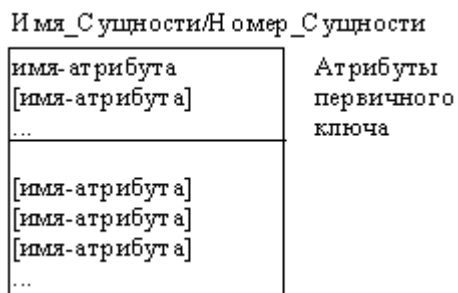 Имя_Сущности/Номер_Сущности
имя-атрибута
[имя-атрибута]
...
[имя-атрибута]
[имя-атрибута]
[имя-атрибута]
...
Атрибуты
первичного
ключа